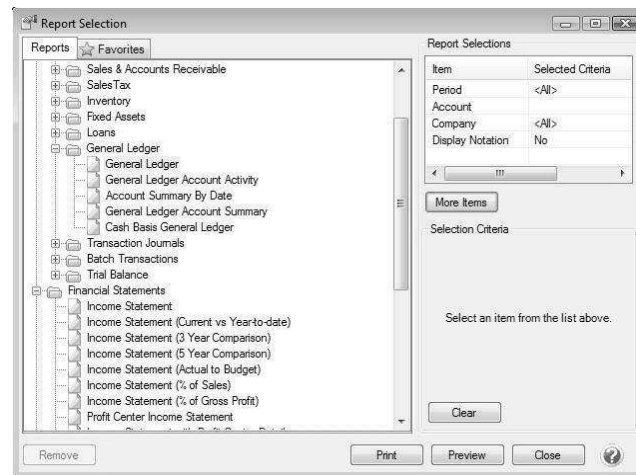 Report Selection
Reports
Favorites
Sales & Accounts Receivable
SalesTax
Inventory
Fixed Assets
Loans
General Ledger
General Ledger
General Ledger Account Activity
Account Summary By Date
General Ledger Account Summary
Cash Basis General Ledger
Transaction Journals
Batch Transactions
Trial Balance
Financial Statements
Income Statement
Income Statement (Current vs Year-to-date)
Income Statement (3 Year Comparison)
Income Statement (5 Year Comparison)
Income Statement (Actual to Budget)
Income Statement (% of Sales)
Income Statement (% of Gross Profit)
Profit Center Income Statement
Report Selections
Item Selected Criteria
Period <All>
Account
Company <All>
Display Notation No
More Items
Selection Criteria
Select an item from the list above.
Clear
Remove
Print
Preview
Close